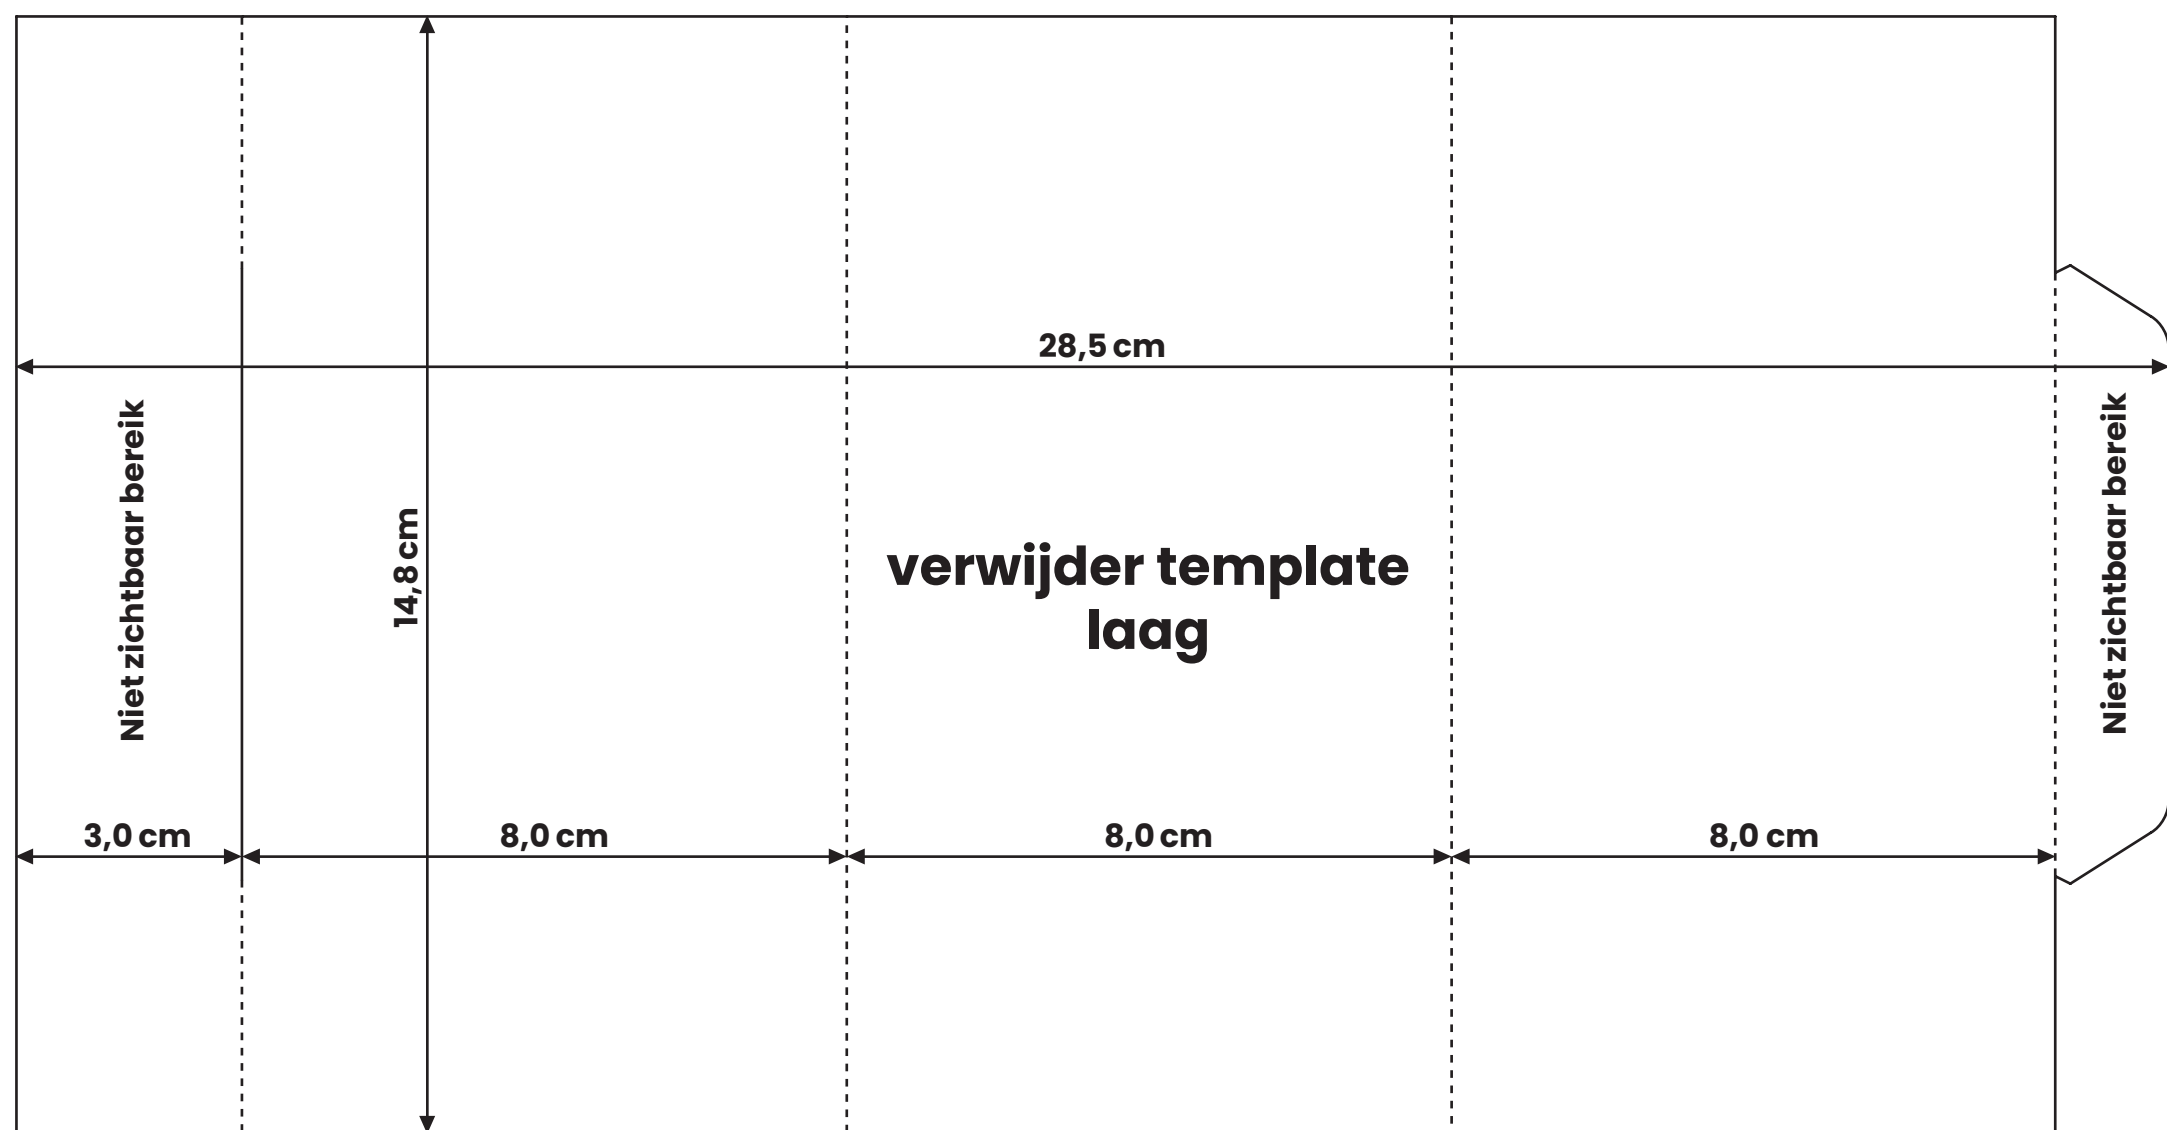 28,5 cm
Niet zichtbaar bereik
14,8 cm
verwijder template
laag
Niet zichtbaar bereik
3,0 cm
8,0 cm
8,0 cm
8,0 cm